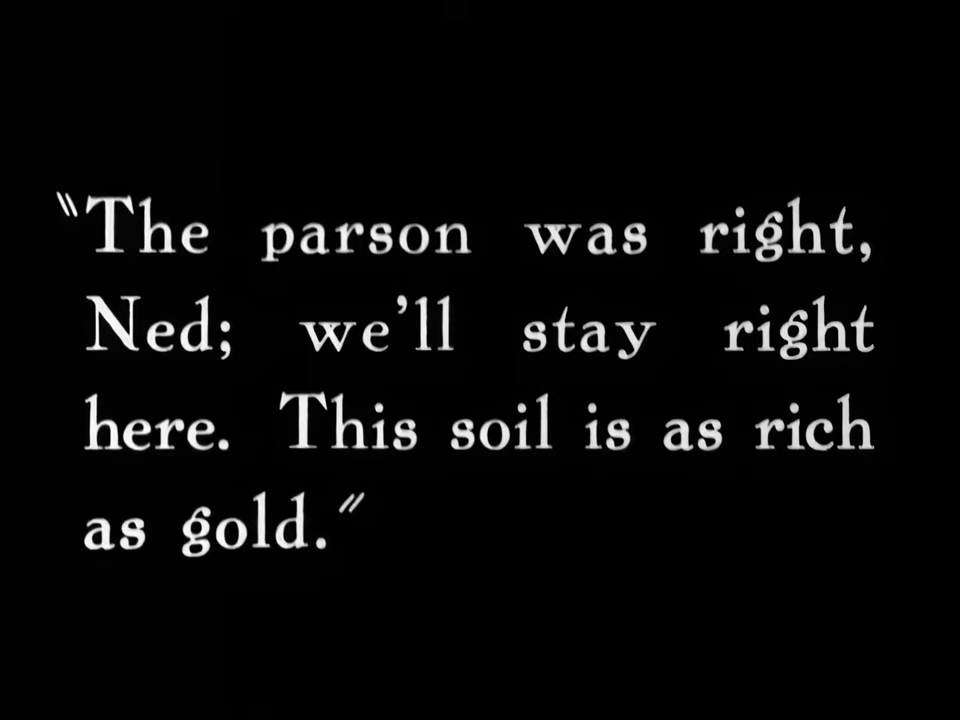 "The parson was right,
Ned; we'll stay right
here. This soil is as rich
as gold."